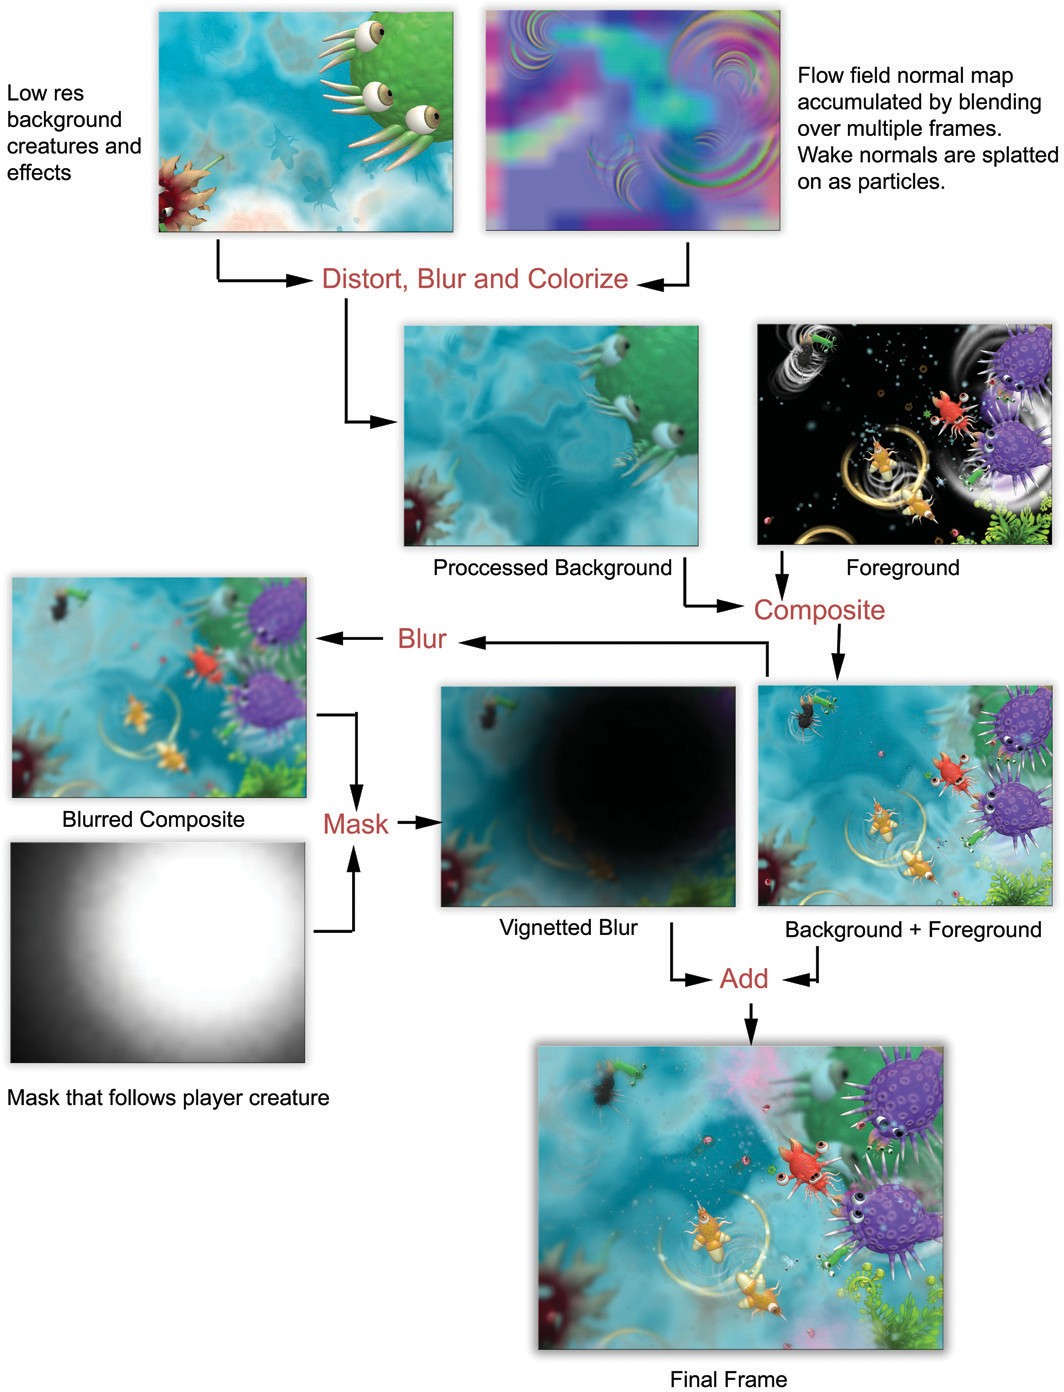 Low res
background
creatures and
effects
Flow field normal map
accumulated by blending
over multiple frames.
Wake normals are splatted
on as particles.
Distort, Blur and Colorize
Proccessed Background
Foreground
Composite
Blur
Blurred Composite
Mask
Vignetted Blur
Background + Foreground
Add
Mask that follows player creature
Final Frame